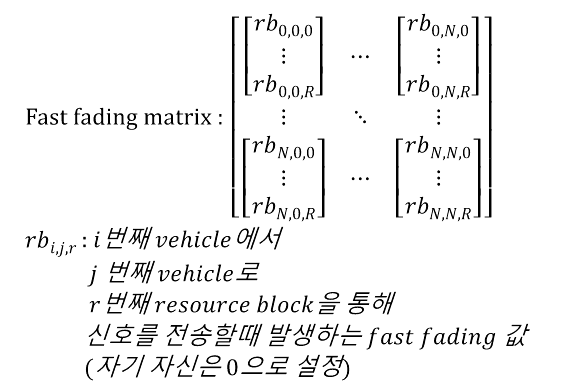 Fast fading matrix : [[rb_{0,0,0} ⋮ rb_{0,0,R}] ⋯ [rb_{0,N,0} ⋮ rb_{0,N,R}]
⋮ ⋱ ⋮
[rb_{N,0,0} ⋮ rb_{N,0,R}] ⋯ [rb_{N,N,0} ⋮ rb_{N,N,R}]]
rb_{i,j,r} : i 번째 vehicle 에서
j 번째 vehicle 로
r 번째 resource block 을 통해
신호를 전송할때 발생하는 fast fading 값
(자기 자신은 0으로 설정)